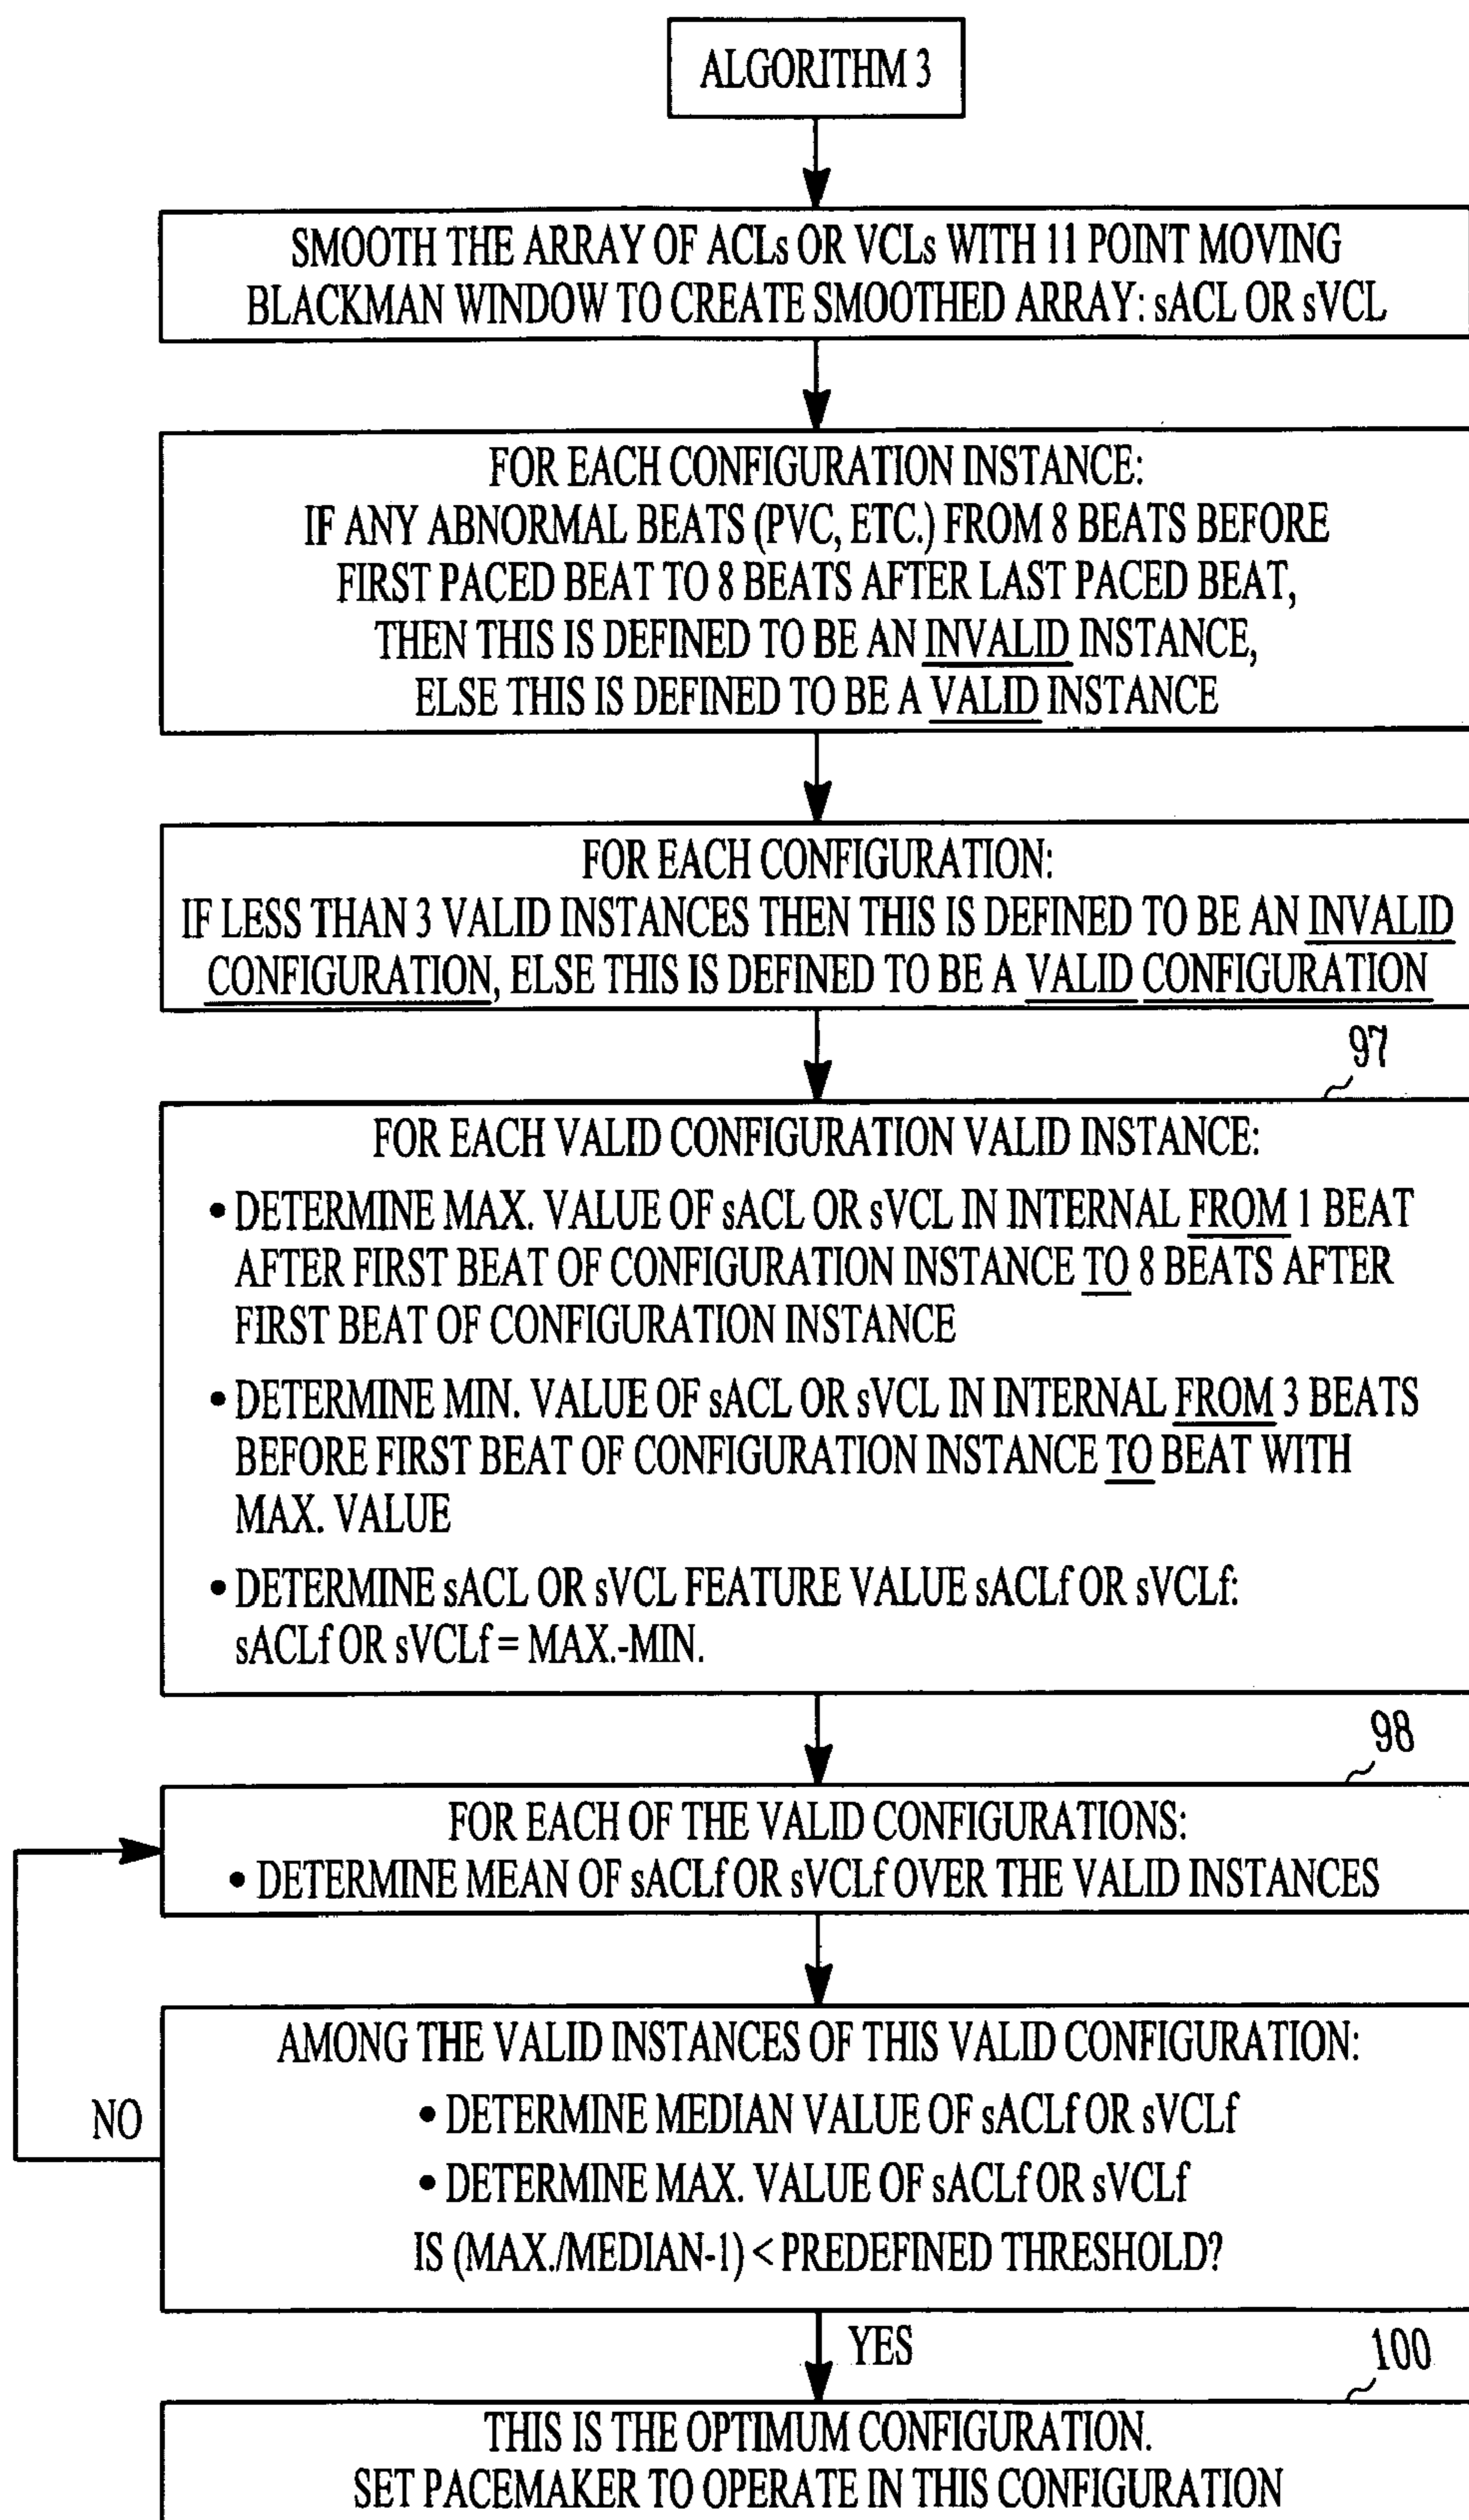 ALGORITHM 3
SMOOTH THE ARRAY OF ACLs OR VCLs WITH 11 POINT MOVING
BLACKMAN WINDOW TO CREATE SMOOTHED ARRAY: sACL OR sVCL
FOR EACH CONFIGURATION INSTANCE:
IF ANY ABNORMAL BEATS (PVC, ETC.) FROM 8 BEATS BEFORE
FIRST PACED BEAT TO 8 BEATS AFTER LAST PACED BEAT,
THEN THIS IS DEFINED TO BE AN INVALID INSTANCE,
ELSE THIS IS DEFINED TO BE A VALID INSTANCE
FOR EACH CONFIGURATION:
IF LESS THAN 3 VALID INSTANCES THEN THIS IS DEFINED TO BE AN INVALID
CONFIGURATION, ELSE THIS IS DEFINED TO BE A VALID CONFIGURATION
97
FOR EACH VALID CONFIGURATION VALID INSTANCE:
• DETERMINE MAX. VALUE OF sACL OR sVCL IN INTERNAL FROM 1 BEAT
AFTER FIRST BEAT OF CONFIGURATION INSTANCE TO 8 BEATS AFTER
FIRST BEAT OF CONFIGURATION INSTANCE
• DETERMINE MIN. VALUE OF sACL OR sVCL IN INTERNAL FROM 3 BEATS
BEFORE FIRST BEAT OF CONFIGURATION INSTANCE TO BEAT WITH
MAX. VALUE
• DETERMINE sACL OR sVCL FEATURE VALUE sACLf OR sVCLf:
sACLf OR sVCLf = MAX.-MIN.
98
FOR EACH OF THE VALID CONFIGURATIONS:
• DETERMINE MEAN OF sACLf OR sVCLf OVER THE VALID INSTANCES
AMONG THE VALID INSTANCES OF THIS VALID CONFIGURATION:
• DETERMINE MEDIAN VALUE OF sACLf OR sVCLf
NO
• DETERMINE MAX. VALUE OF sACLf OR sVCLf
IS (MAX./MEDIAN-1) < PREDEFINED THRESHOLD?
YES
100
THIS IS THE OPTIMUM CONFIGURATION.
SET PACEMAKER TO OPERATE IN THIS CONFIGURATION